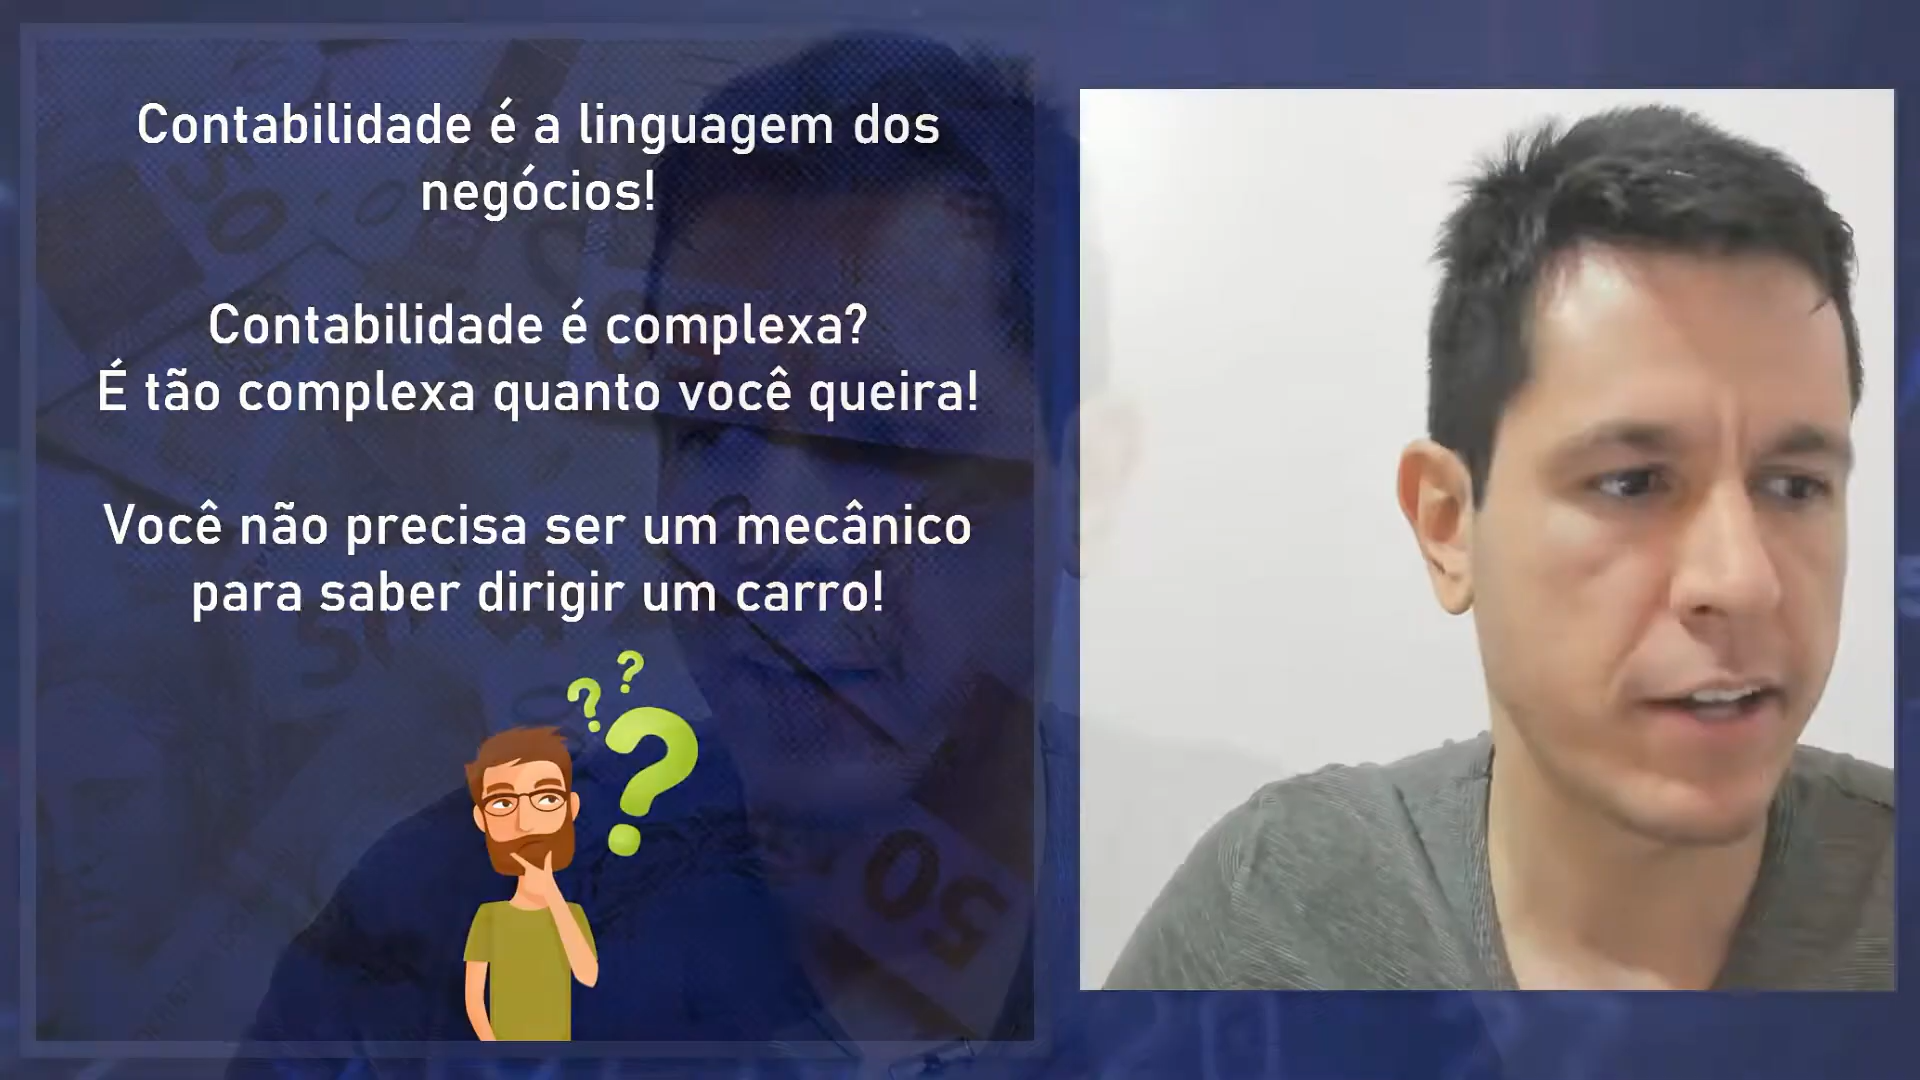 Contabilidade é a linguagem dos
negócios!
Contabilidade é complexa?
É tão complexa quanto você queira!
Você não precisa ser um mecânico
para saber dirigir um carro!
? ? ?
50